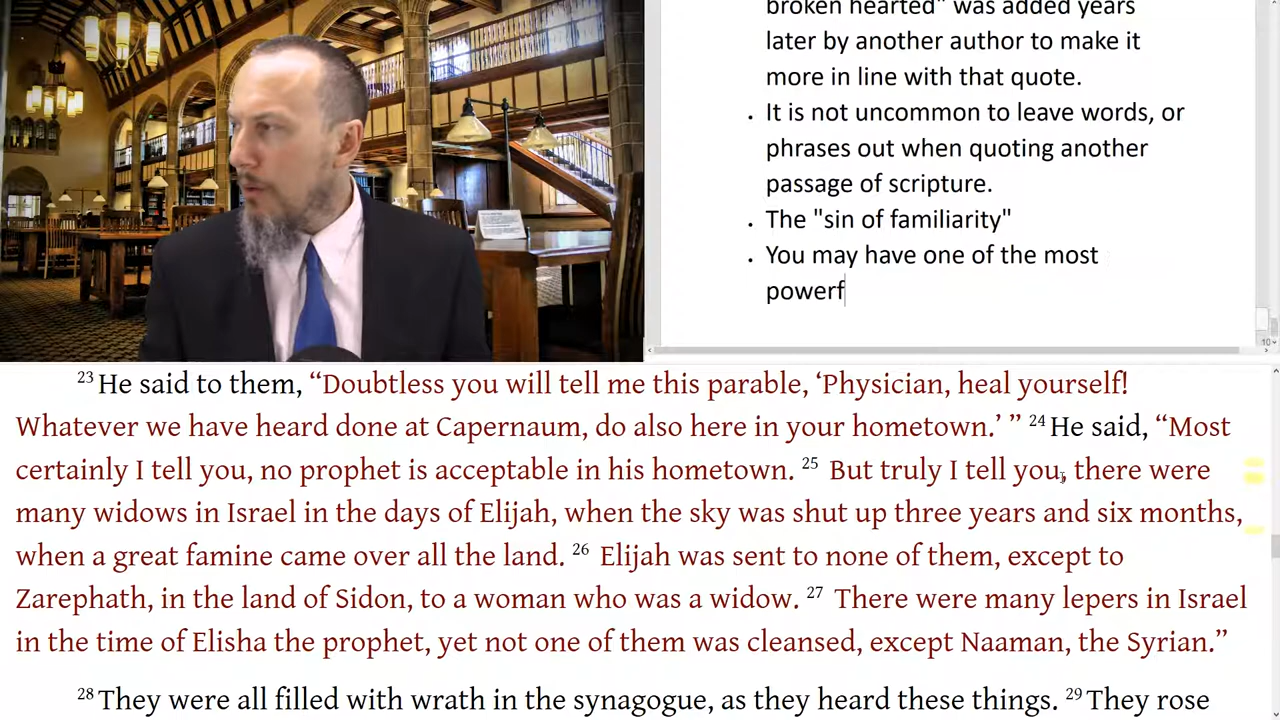 broken hearted" was added years
later by another author to make it
more in line with that quote.
• It is not uncommon to leave words, or
phrases out when quoting another
passage of scripture.
• The "sin of familiarity"
• You may have one of the most
powerf
10
23 He said to them, “Doubtless you will tell me this parable, ‘Physician, heal yourself!
Whatever we have heard done at Capernaum, do also here in your hometown.’ ” 24 He said, “Most
certainly I tell you, no prophet is acceptable in his hometown. 25 But truly I tell you, there were
many widows in Israel in the days of Elijah, when the sky was shut up three years and six months,
when a great famine came over all the land. 26 Elijah was sent to none of them, except to
Zarephath, in the land of Sidon, to a woman who was a widow. 27 There were many lepers in Israel
in the time of Elisha the prophet, yet not one of them was cleansed, except Naaman, the Syrian.”
28 They were all filled with wrath in the synagogue, as they heard these things. 29 They rose